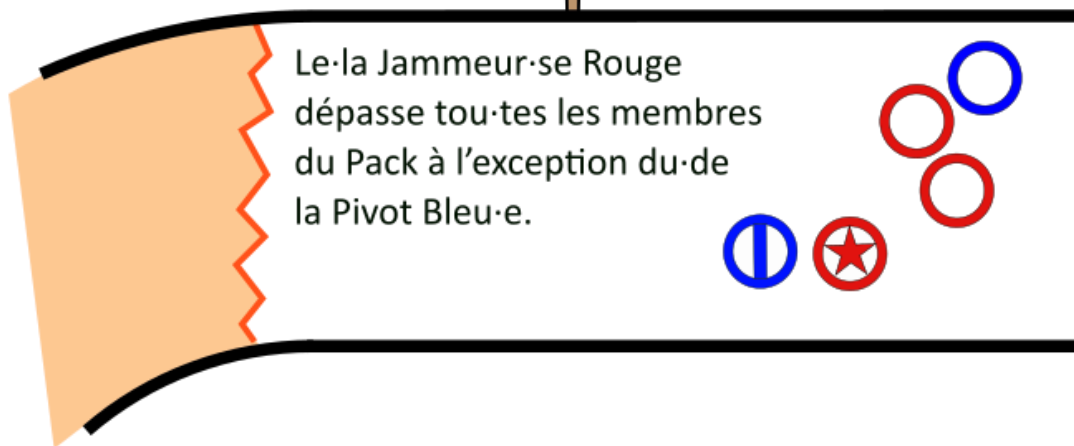 Le·la Jammeur·se Rouge
dépasse tou·tes les membres
du Pack à l’exception du·de
la Pivot Bleu·e.